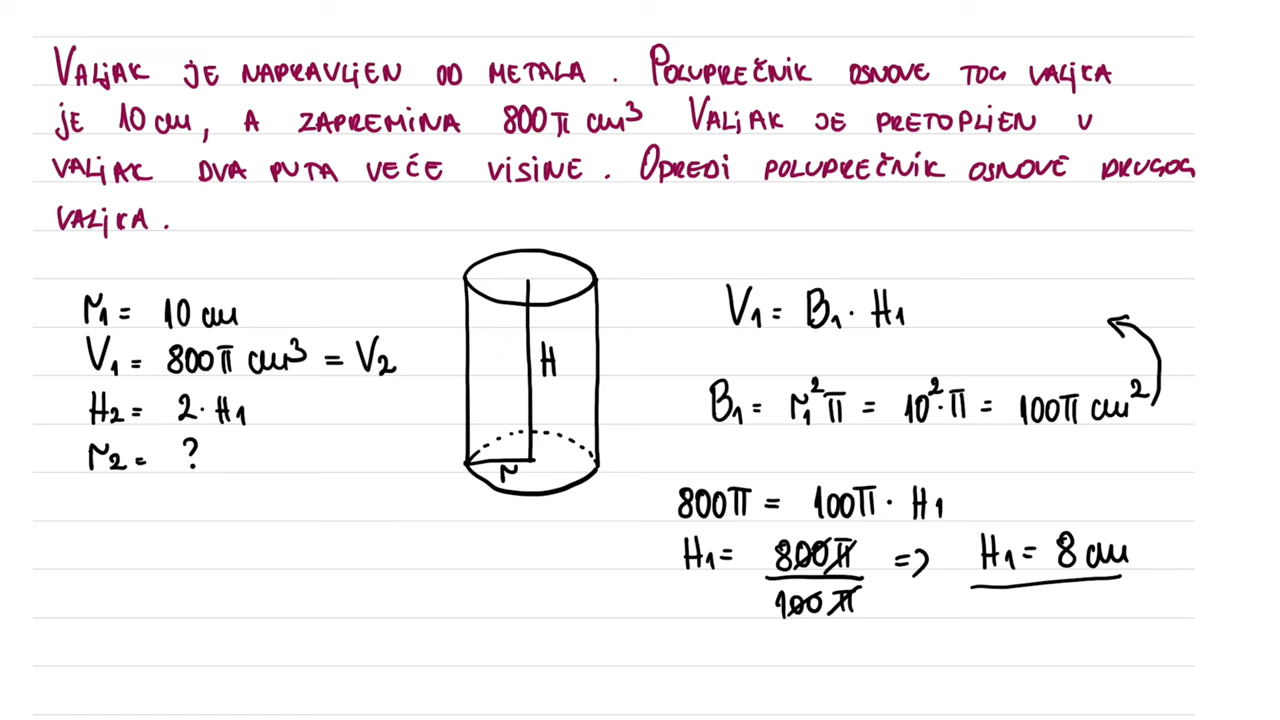 VALJAK JE NAPRAVLJEN OD METALA. POLUPREČNIK OSNOVE TOG VALJKA
JE 10 cm, A ZAPREMINA 800π cm³ VALJAK JE PRETOPLJEN U
VALJAK DVA PUTA VEĆE VISINE. OPREDI POLUPREČNIK OSNOVE DRUGOG
VALJKA.
r₁ = 10 cm
V₁ = 800π cm³ = V₂
H₂ = 2 · H₁
r₂ = ?
H
r
V₁ = B₁ · H₁
B₁ = r₁²π = 10² · π = 100π cm²
800π = 100π · H₁
H₁ = 800π / 100π => H₁ = 8 cm